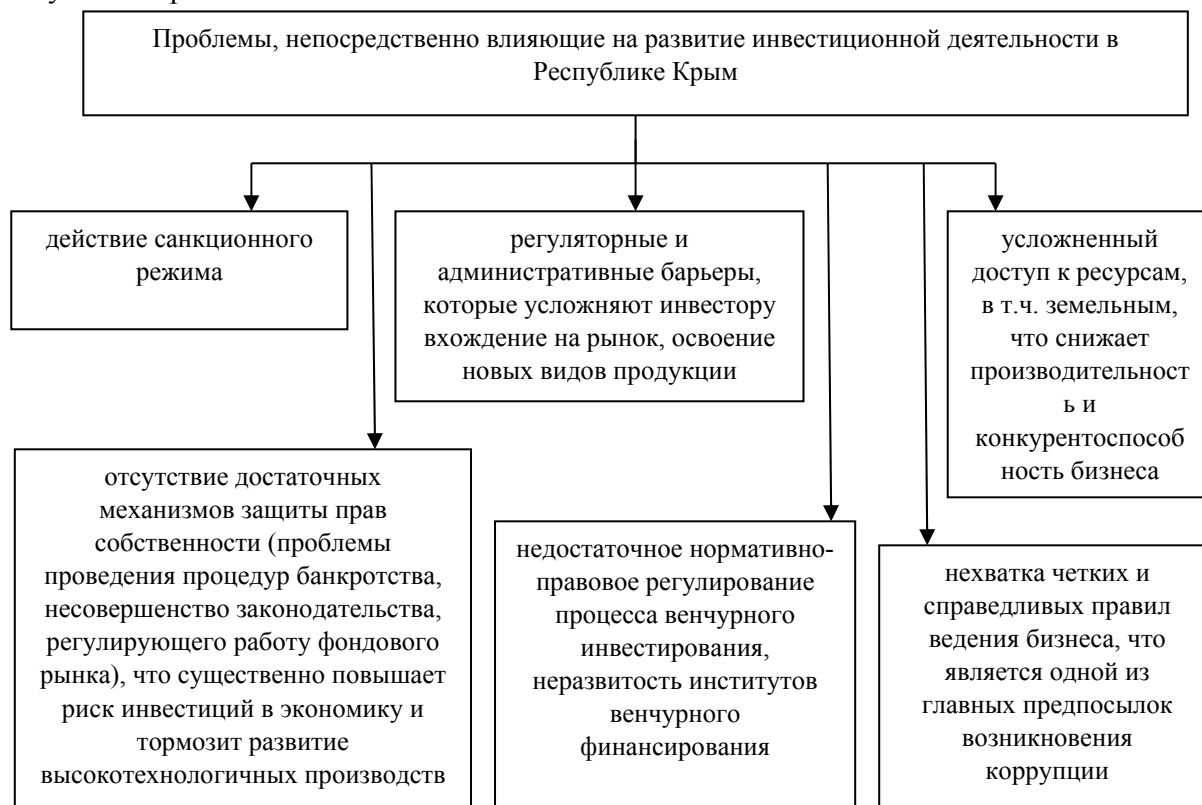 Проблемы, непосредственно влияющие на развитие инвестиционной деятельности в
Республике Крым
действие санкционного
режима
регуляторные и
административные барьеры,
которые усложняют инвестору
вхождение на рынок, освоение
новых видов продукции
усложненный
доступ к ресурсам,
в т.ч. земельным,
что снижает
производительност
ь и
конкурентоспособ
ность бизнеса
отсутствие достаточных
механизмов защиты прав
собственности (проблемы
проведения процедур банкротства,
несовершенство законодательства,
регулирующего работу фондового
рынка), что существенно повышает
риск инвестиций в экономику и
тормозит развитие
высокотехнологичных производств
недостаточное нормативно-
правовое регулирование
процесса венчурного
инвестирования,
неразвитость институтов
венчурного
финансирования
нехватка четких и
справедливых правил
ведения бизнеса, что
является одной из
главных предпосылок
возникновения
коррупции